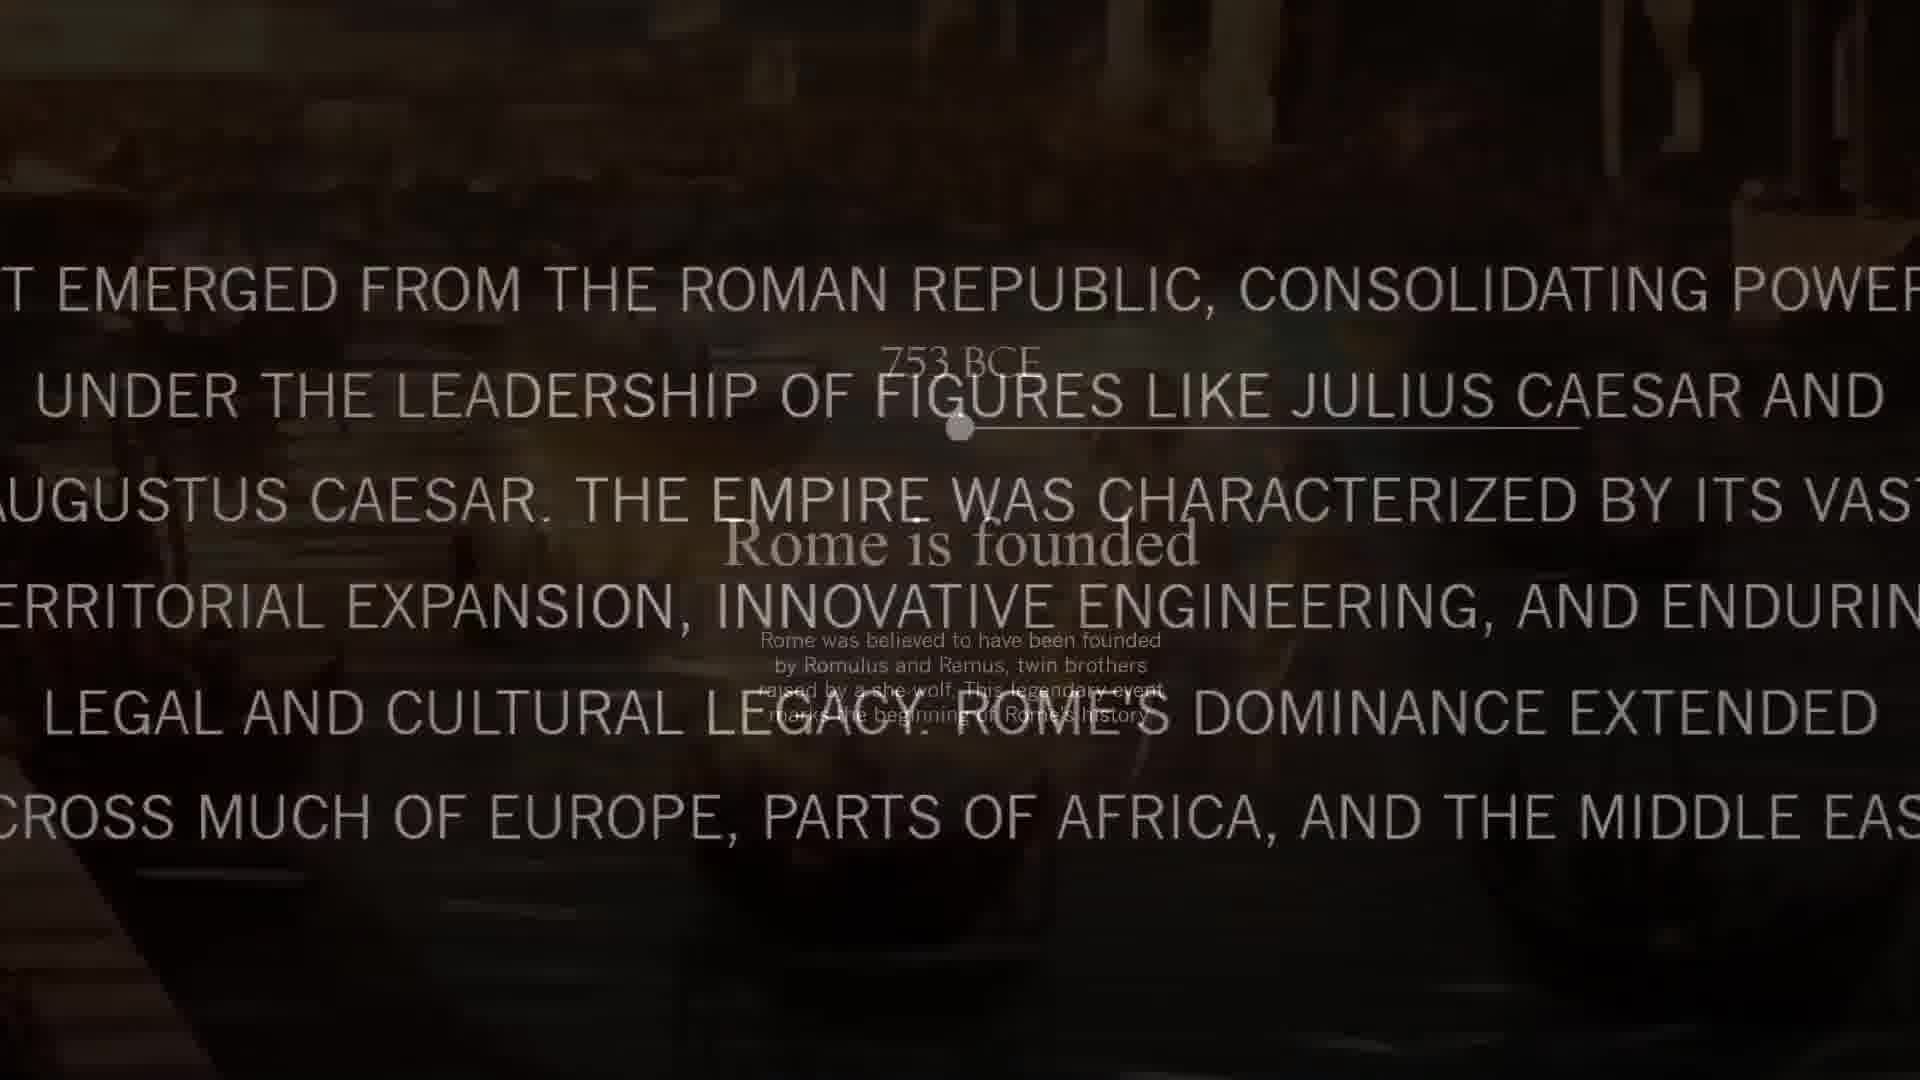 T EMERGED FROM THE ROMAN REPUBLIC, CONSOLIDATING POWER
UNDER THE LEADERSHIP OF FIGURES LIKE JULIUS CAESAR AND
AUGUSTUS CAESAR. THE EMPIRE WAS CHARACTERIZED BY ITS VAST
ERRITORIAL EXPANSION, INNOVATIVE ENGINEERING, AND ENDURIN
LEGAL AND CULTURAL LEGACY. ROME'S DOMINANCE EXTENDED
CROSS MUCH OF EUROPE, PARTS OF AFRICA, AND THE MIDDLE EAS
753 BCE
Rome is founded
Rome was believed to have been founded
by Romulus and Remus, twin brothers
raised by a she wolf. This legendary event
marks the beginning of Rome's history.